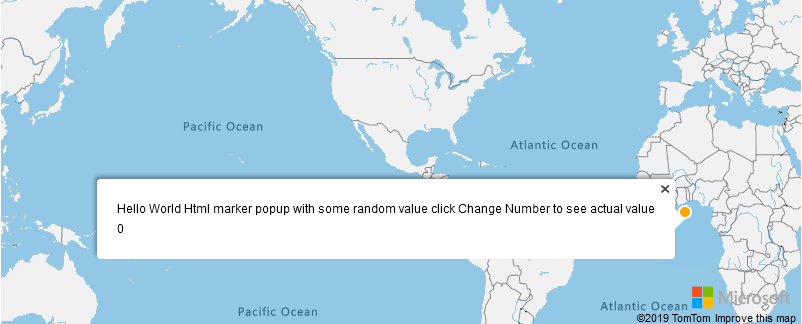 Pacific Ocean
Atlantic Ocean
×
Hello World Html marker popup with some random value click Change Number to see actual value
0
Pacific Ocean
Atlantic Ocean
Microsoft
©2019 TomTom Improve this map